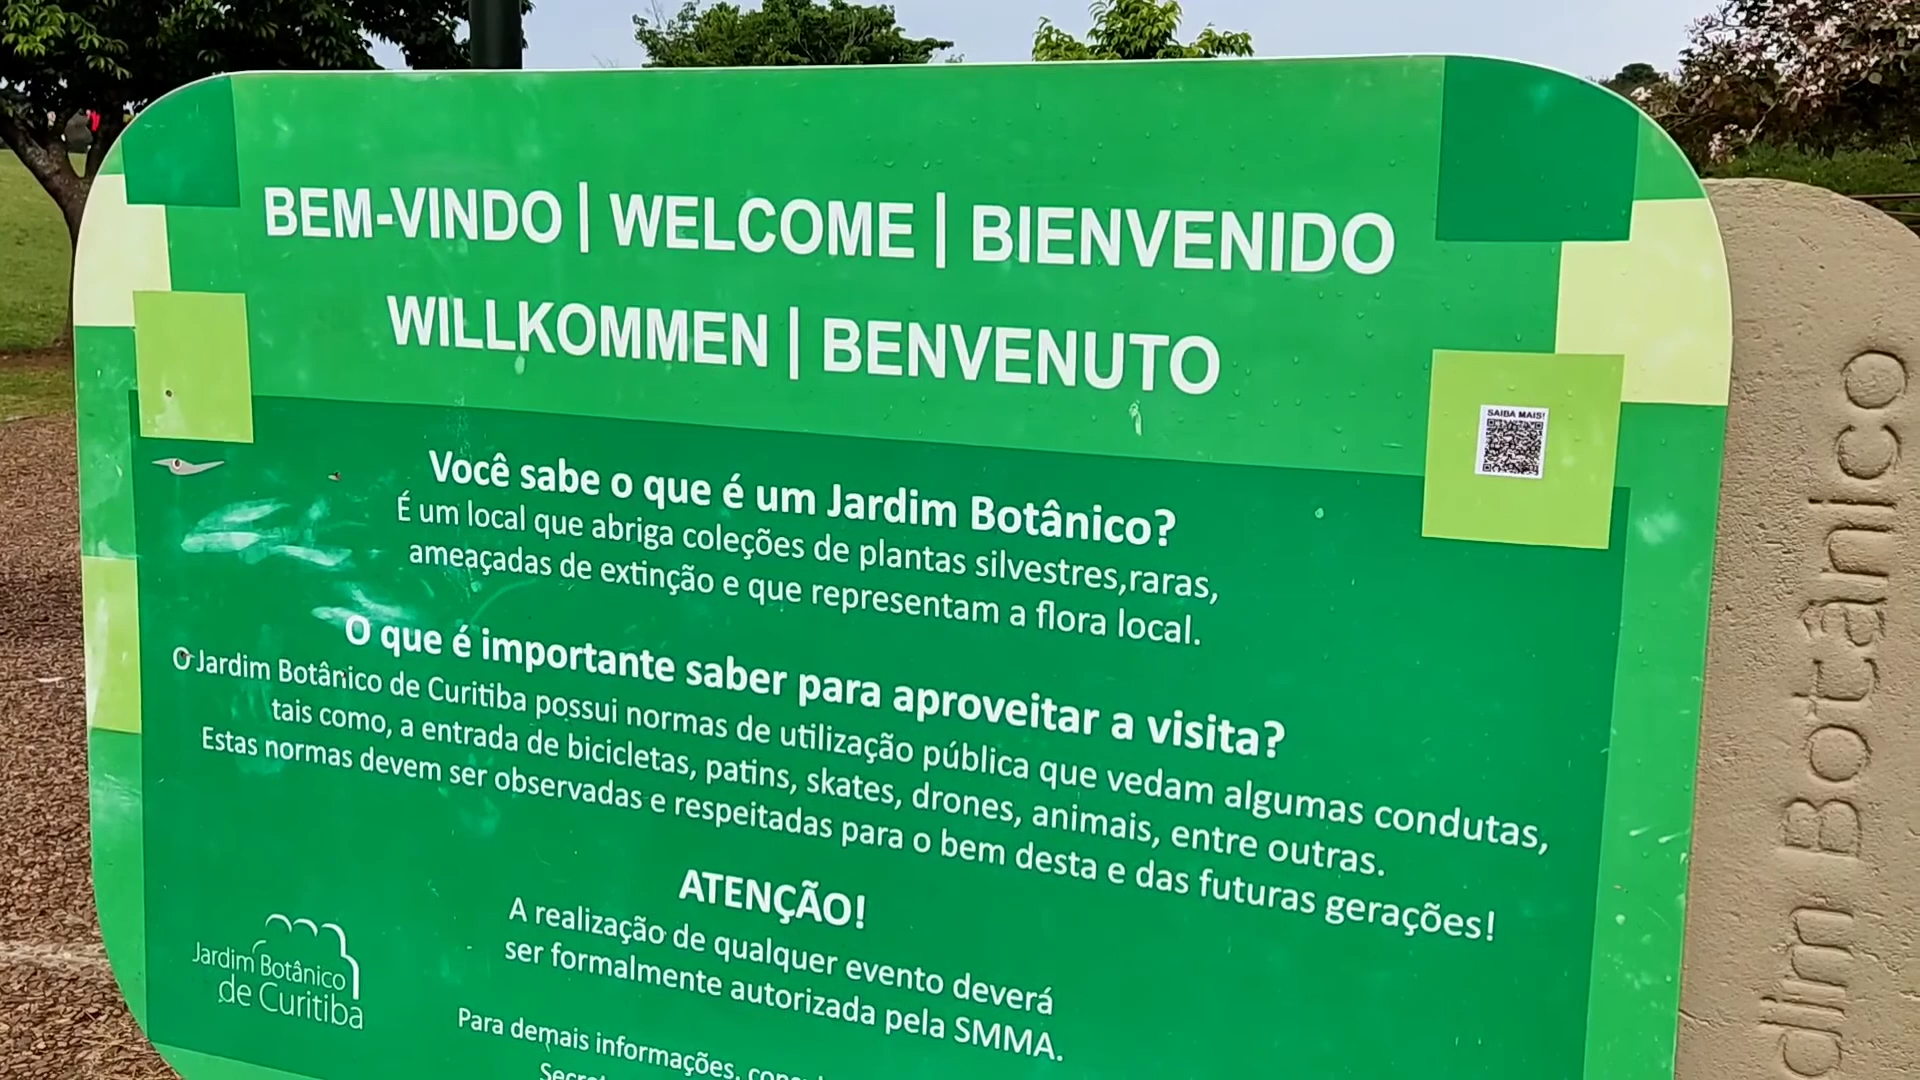 BEM-VINDO | WELCOME | BIENVENIDO
WILLKOMMEN | BENVENUTO
SAIBA MAIS!
Você sabe o que é um Jardim Botânico?
É um local que abriga coleções de plantas silvestres,raras,
ameaçadas de extinção e que representam a flora local.
O que é importante saber para aproveitar a visita?
O Jardim Botânico de Curitiba possui normas de utilização pública que vedam algumas condutas,
tais como, a entrada de bicicletas, patins, skates, drones, animais, entre outras.
Estas normas devem ser observadas e respeitadas para o bem desta e das futuras gerações!
ATENÇÃO!
A realização de qualquer evento deverá
ser formalmente autorizada pela SMMA.
Para demais informações,
Jardim Botânico
de Curitiba
dim Botânico